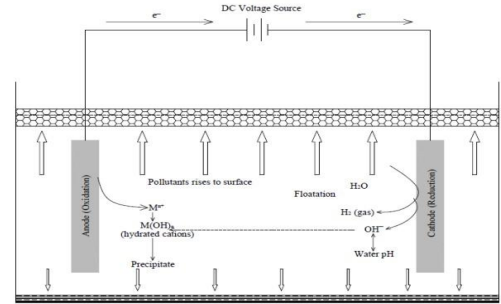 DC Voltage Source
e⁻
e⁻
Pollutants rises to surface
Floatation
H₂O
Anode (Oxidation)
Cathode (Reduction)
Mⁿ⁺
H₂ (gas)
M(OH)ₙ
(hydrated cations)
OH⁻
Precipitate
Water pH